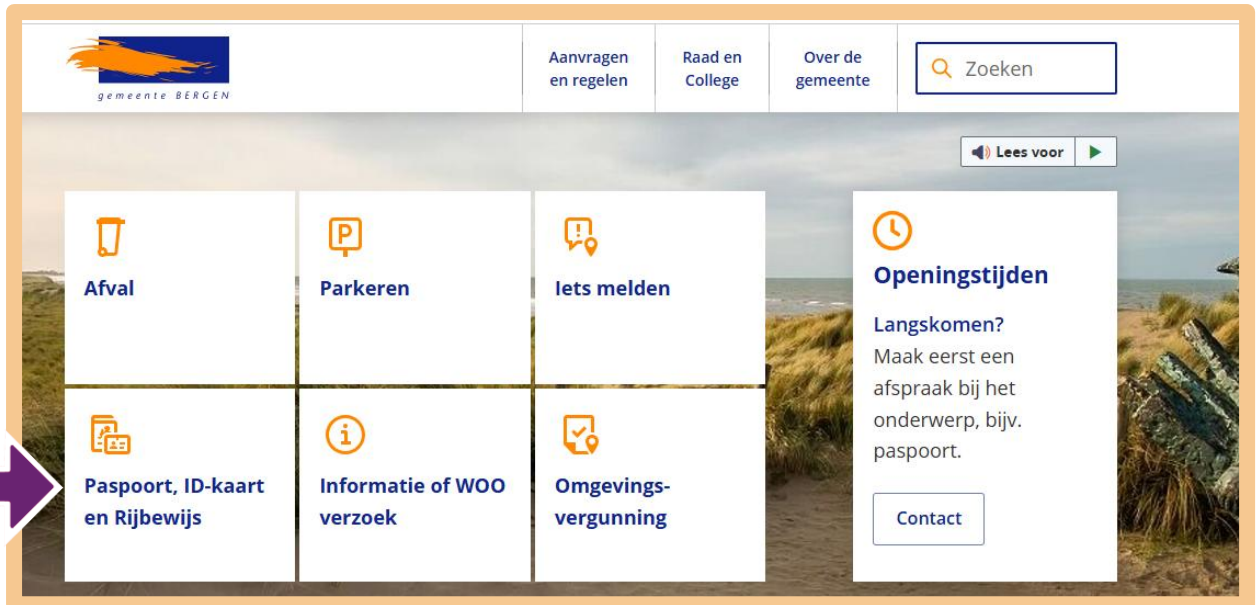 gemeente BERGEN
Aanvragen
en regelen
Raad en
College
Over de
gemeente
Zoeken
Lees voor
P
Afval
Parkeren
Iets melden
Paspoort, ID-kaart
en Rijbewijs
Informatie of WOO
verzoek
Omgevings-
vergunning
Openingstijden
Langskomen?
Maak eerst een
afspraak bij het
onderwerp, bijv.
paspoort.
Contact